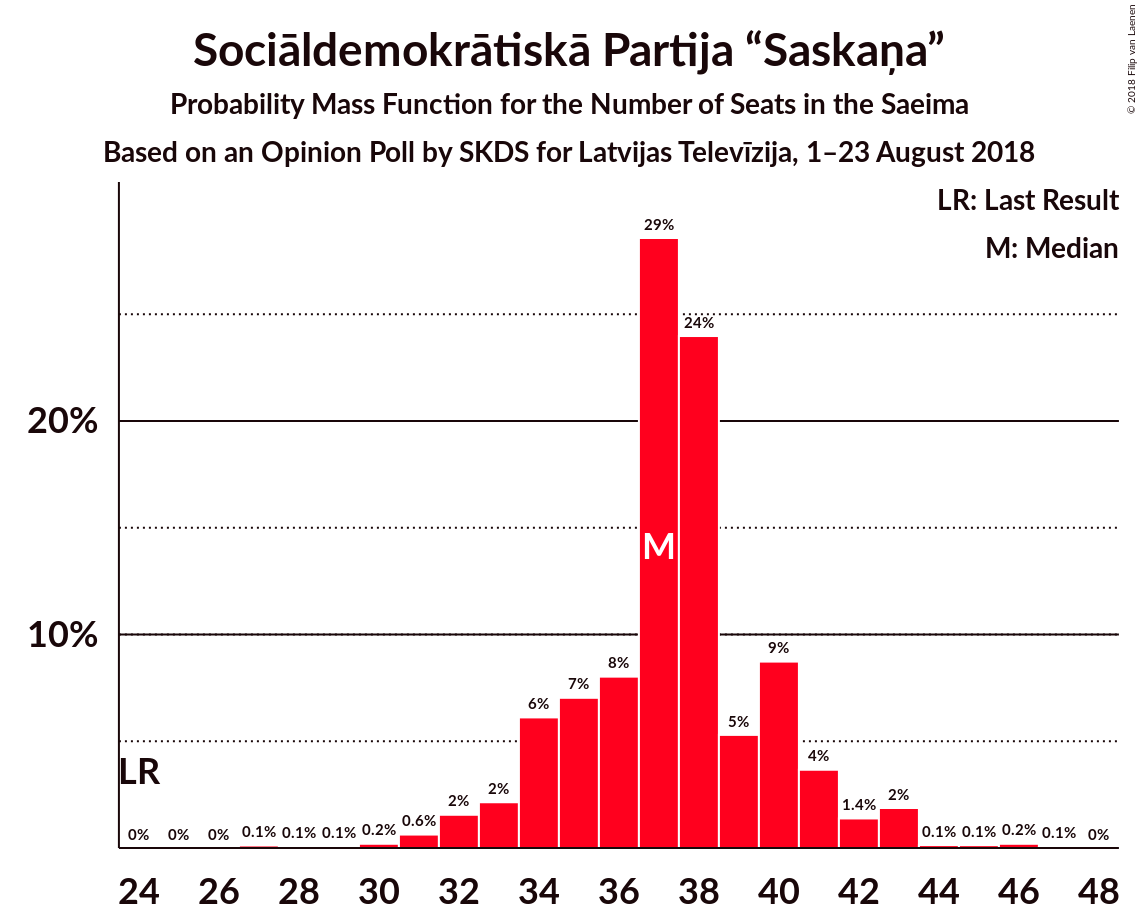 Sociāldemokrātiskā Partija “Saskaņa”
Probability Mass Function for the Number of Seats in the Saeima
Based on an Opinion Poll by SKDS for Latvijas Televīzija, 1–23 August 2018
© 2018 Filip van Laenen
LR: Last Result
M: Median
20%
10%
LR
M
0% 0% 0% 0.1% 0.1% 0.1% 0.2% 0.6% 2% 2% 6% 7% 8% 29% 24% 5% 9% 4% 1.4% 2% 0.1% 0.1% 0.2% 0.1% 0%
24 26 28 30 32 34 36 38 40 42 44 46 48